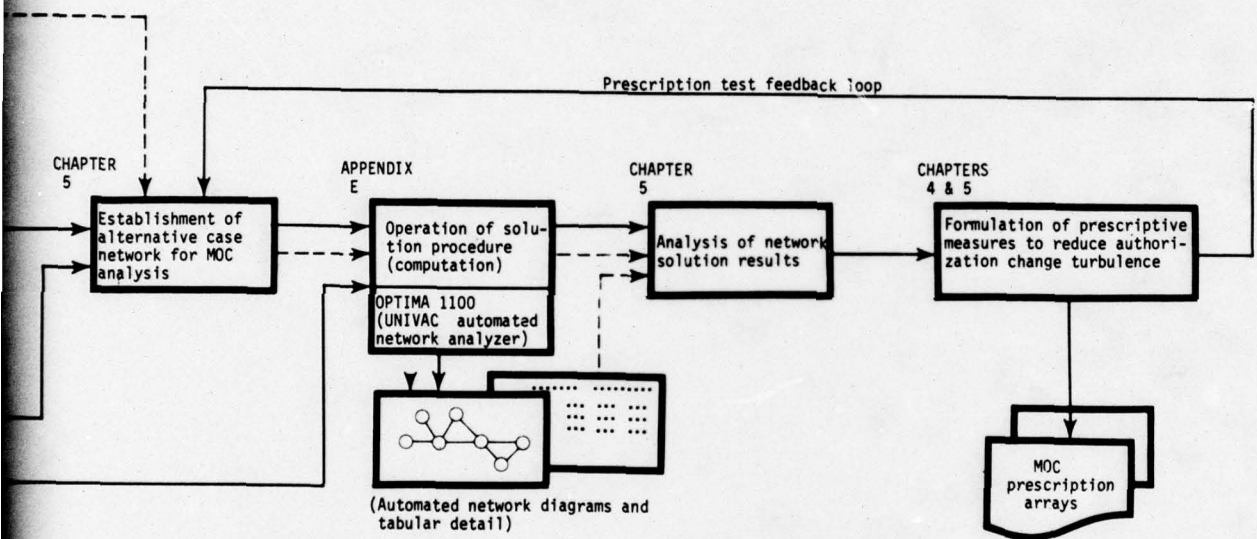 Prescription test feedback loop
CHAPTER
5
Establishment of
alternative case
network for MOC
analysis
APPENDIX
E
Operation of solu-
tion procedure
(computation)
OPTIMA 1100
(UNIVAC automated
network analyzer)
(Automated network diagrams and
tabular detail)
CHAPTER
5
Analysis of network
solution results
CHAPTERS
4 & 5
Formulation of prescriptive
measures to reduce authori-
zation change turbulence
MOC
prescription
arrays